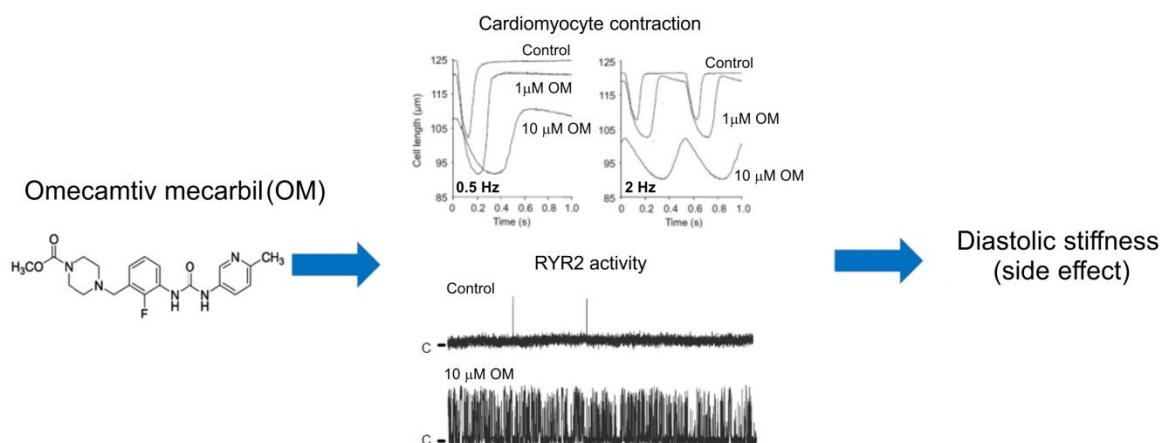 Omecamtiv mecarbil (OM)
O
H₃CO
N
N
F
N
H
O
N
H
N
CH₃
Cardiomyocyte contraction
Cell length (µm)
125
115
105
95
85
Control
1µM OM
10 µM OM
0.5 Hz
0 0.2 0.4 0.6 0.8 1.0
Time (s)
125
115
105
95
85
Control
1µM OM
10 µM OM
2 Hz
0 0.2 0.4 0.6 0.8 1.0
Time (s)
RYR2 activity
Control
C
10 µM OM
C
Diastolic stiffness
(side effect)